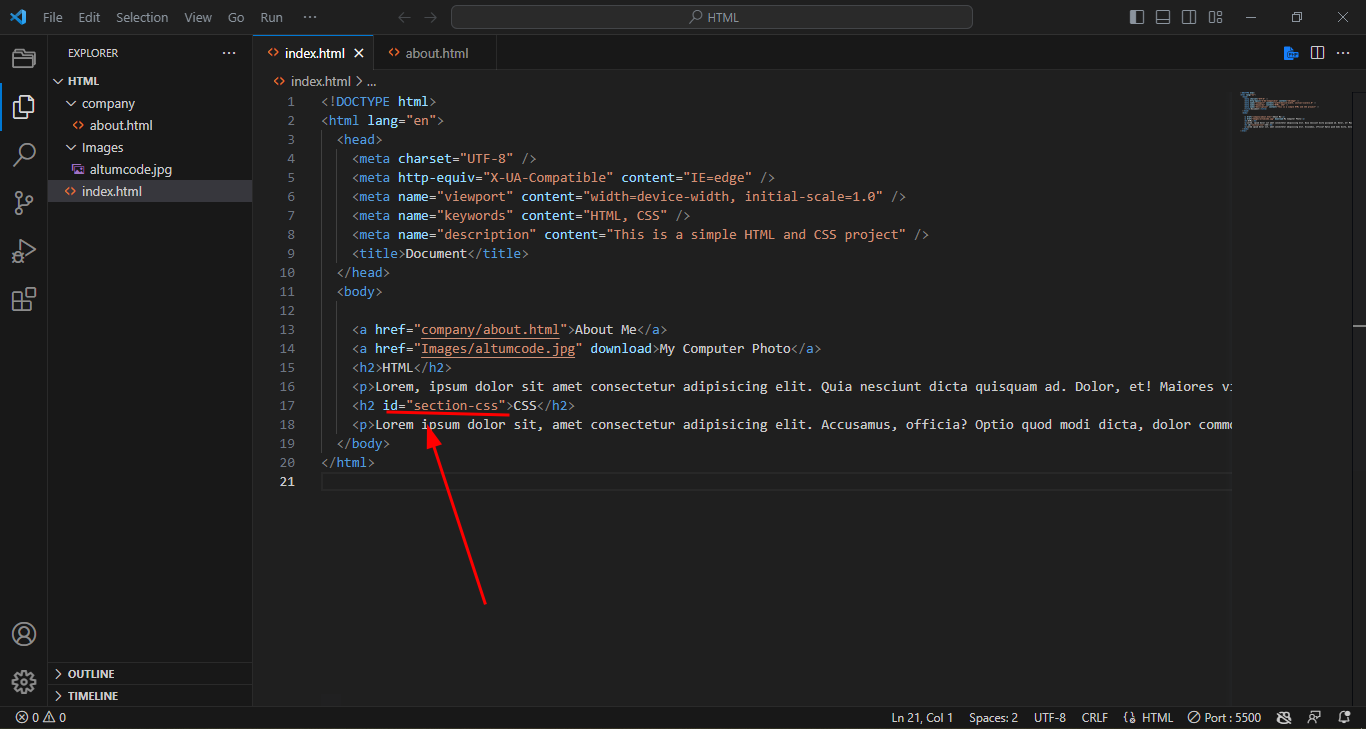 File Edit Selection View Go Run ··· HTML
EXPLORER ···
HTML
company
about.html
Images
altumcode.jpg
index.html
OUTLINE
TIMELINE
index.html about.html
index.html > ...
1 <!DOCTYPE html>
2 <html lang="en">
3 <head>
4 <meta charset="UTF-8" />
5 <meta http-equiv="X-UA-Compatible" content="IE=edge" />
6 <meta name="viewport" content="width=device-width, initial-scale=1.0" />
7 <meta name="keywords" content="HTML, CSS" />
8 <meta name="description" content="This is a simple HTML and CSS project" />
9 <title>Document</title>
10 </head>
11 <body>
12
13 <a href="company/about.html">About Me</a>
14 <a href="Images/altumcode.jpg" download>My Computer Photo</a>
15 <h2>HTML</h2>
16 <p>Lorem, ipsum dolor sit amet consectetur adipisicing elit. Quia nesciunt dicta quisquam ad. Dolor, et! Maiores vi
17 <h2 id="section-css">CSS</h2>
18 <p>Lorem ipsum dolor sit, amet consectetur adipisicing elit. Accusamus, officia? Optio quod modi dicta, dolor commo
19 </body>
20 </html>
21
0 0 Ln 21, Col 1 Spaces: 2 UTF-8 CRLF HTML Port : 5500